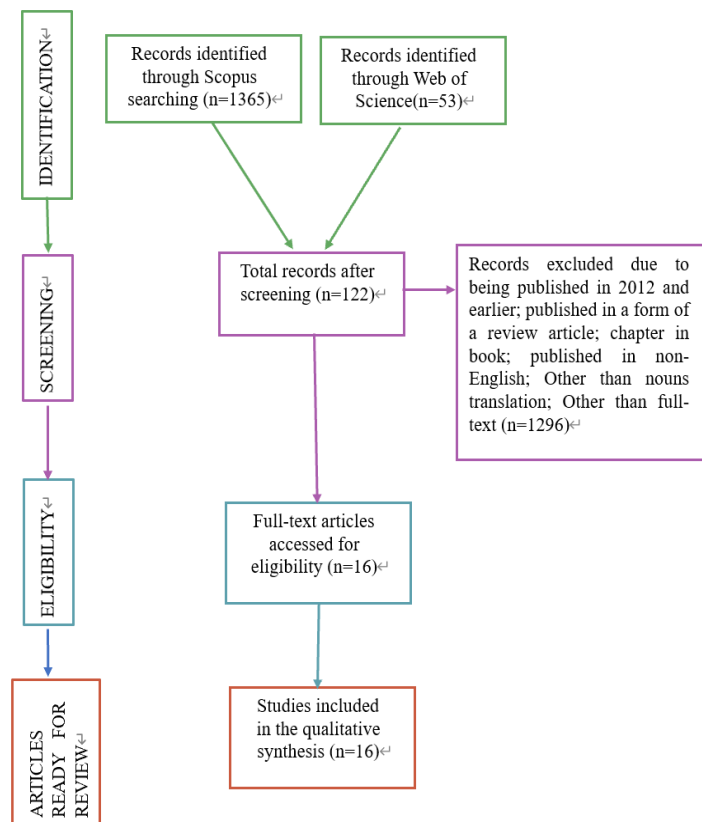 IDENTIFICATION↵
Records identified
through Scopus
searching (n=1365)↵
Records identified
through Web of
Science(n=53)↵
SCREENING↵
Total records after
screening (n=122)↵
Records excluded due to
being published in 2012 and
earlier; published in a form of
a review article; chapter in
book; published in non-
English; Other than nouns
translation; Other than full-
text (n=1296)↵
ELIGIBILITY↵
Full-text articles
accessed for
eligibility (n=16)↵
ARTICLES
READY FOR
REVIEW↵
Studies included
in the qualitative
synthesis (n=16)↵